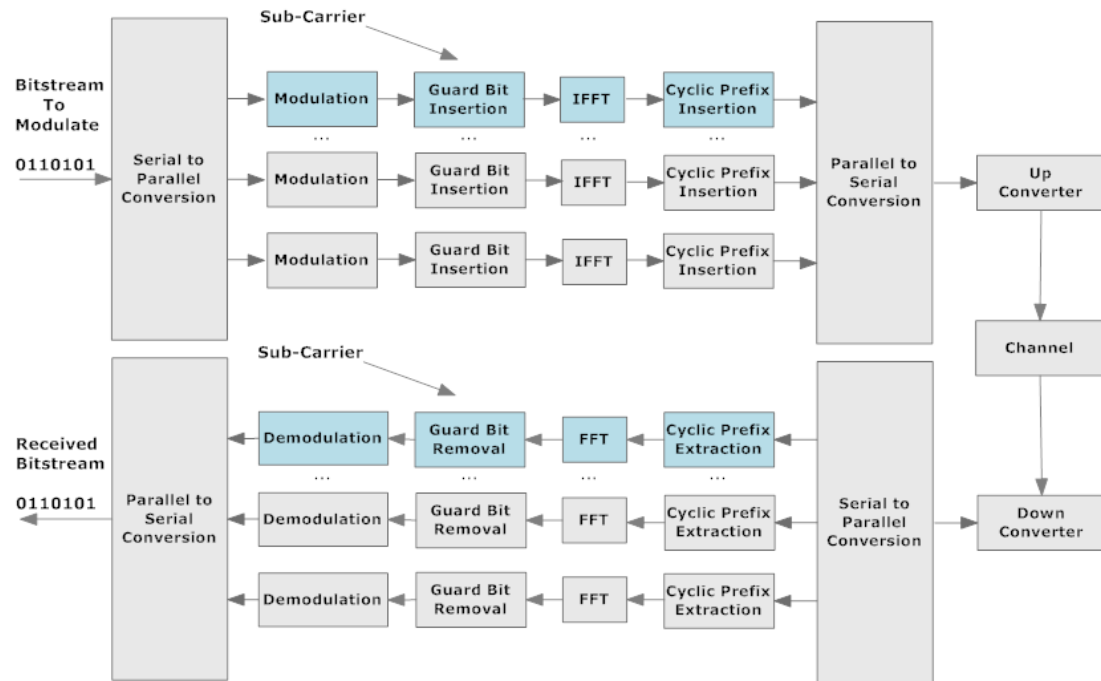 Sub-Carrier
Bitstream
To
Modulate
0110101
Serial to
Parallel
Conversion
Modulation
Guard Bit
Insertion
IFFT
Cyclic Prefix
Insertion
...
...
...
...
Modulation
Guard Bit
Insertion
IFFT
Cyclic Prefix
Insertion
Modulation
Guard Bit
Insertion
IFFT
Cyclic Prefix
Insertion
Parallel to
Serial
Conversion
Up
Converter
Channel
Sub-Carrier
Received
Bitstream
0110101
Parallel to
Serial
Conversion
Demodulation
Guard Bit
Removal
FFT
Cyclic Prefix
Extraction
...
...
...
...
Demodulation
Guard Bit
Removal
FFT
Cyclic Prefix
Extraction
Demodulation
Guard Bit
Removal
FFT
Cyclic Prefix
Extraction
Serial to
Parallel
Conversion
Down
Converter